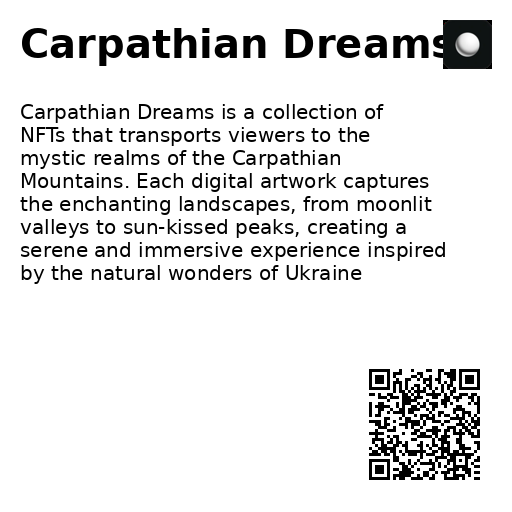 Carpathian Dreams
Carpathian Dreams is a collection of
NFTs that transports viewers to the
mystic realms of the Carpathian
Mountains. Each digital artwork captures
the enchanting landscapes, from moonlit
valleys to sun-kissed peaks, creating a
serene and immersive experience inspired
by the natural wonders of Ukraine